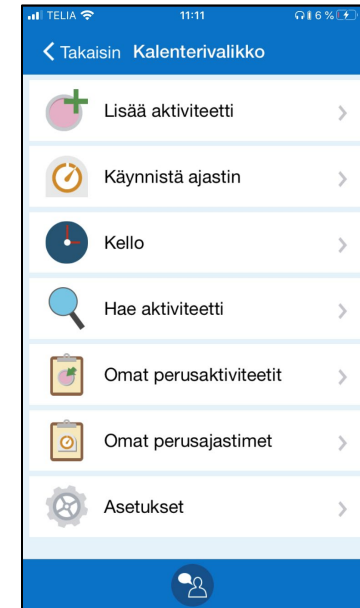 TELIA 11:11 6 %
Takaisin Kalenterivalikko
Lisää aktiviteetti
Käynnistä ajastin
Kello
Hae aktiviteetti
Omat perusaktiviteetit
Omat perusajastimet
Asetukset